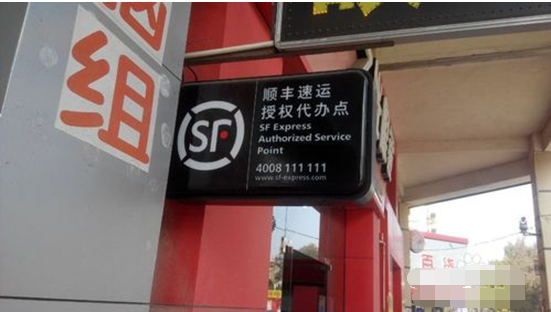 组
SF
顺丰速运
授权代办点
SF Express
Authorized Service
Point
4008 111 111
www.sf-express.com
百